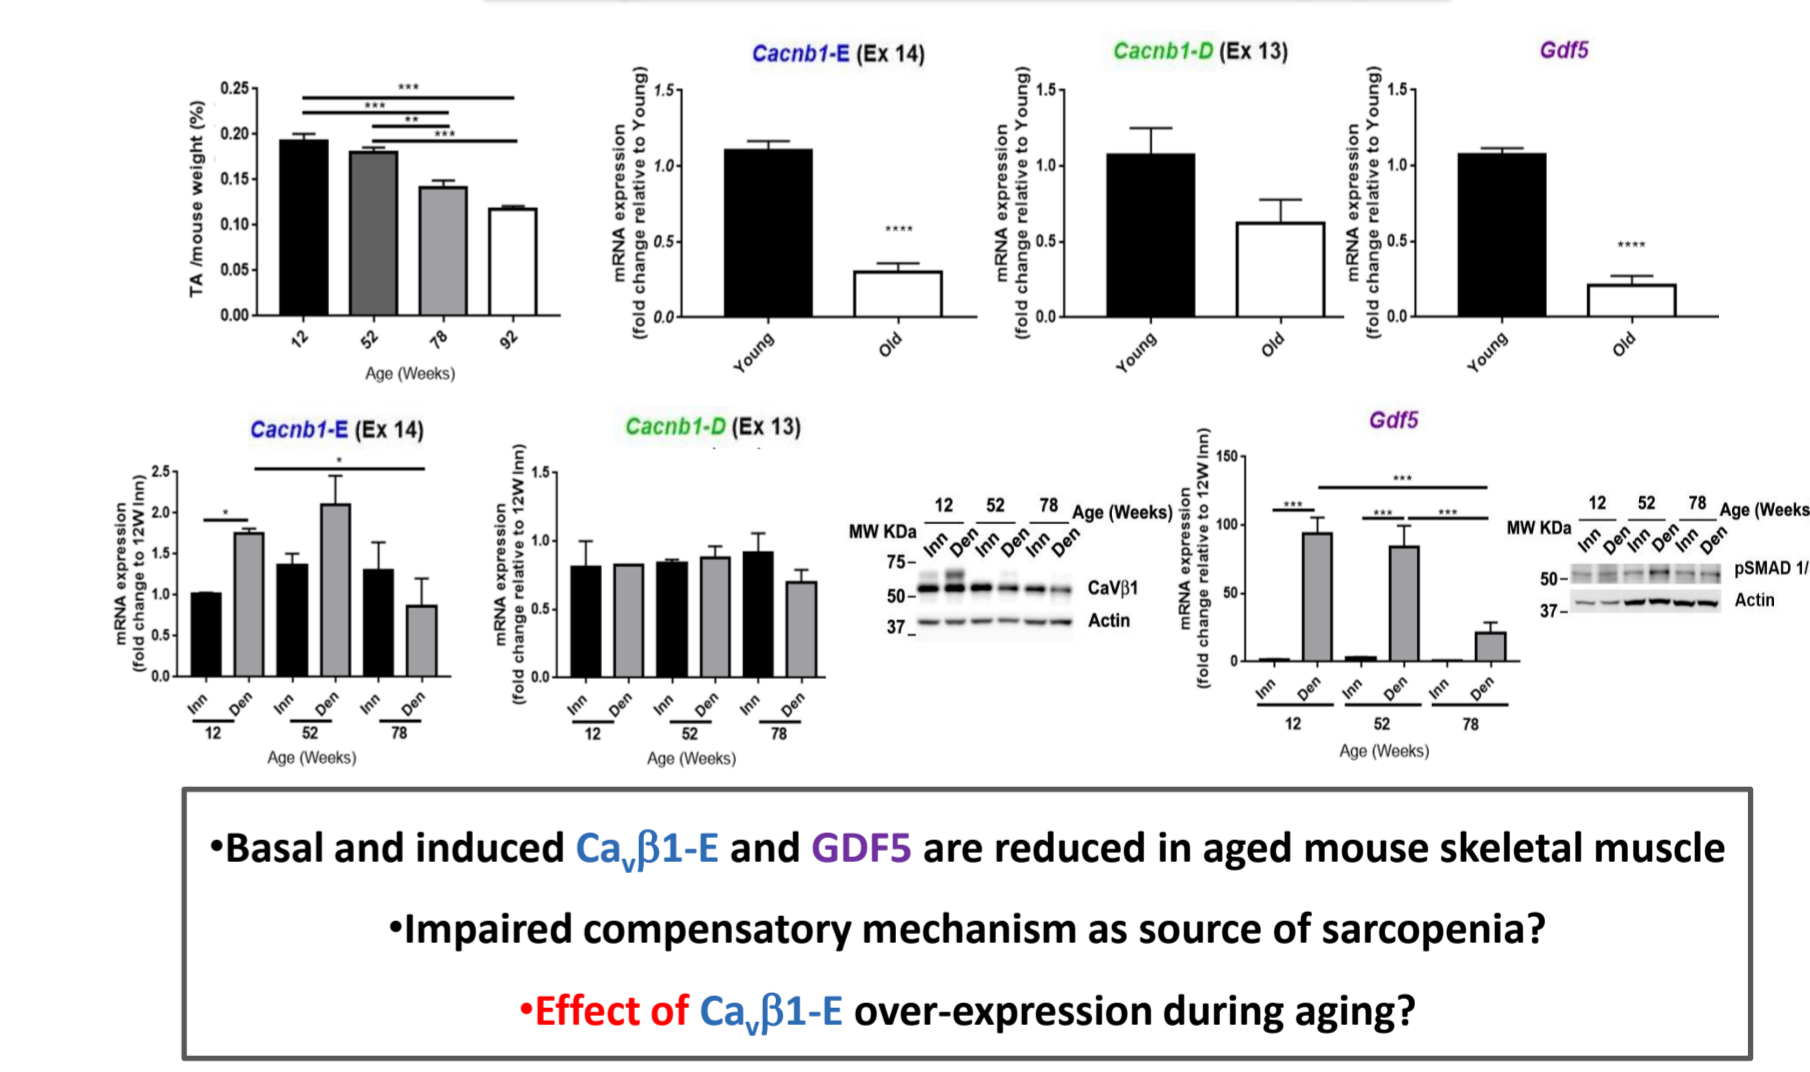 Cacnb1-E (Ex 14)
Cacnb1-D (Ex 13)
Gdf5
TA /mouse weight (%)
0.25
0.20
0.15
0.10
0.05
0.00
***
***
**
***
12 52 78 92
Age (Weeks)
mRNA expression
(fold change relative to Young)
1.5
1.0
0.5
0.0
****
Young Old
mRNA expression
(fold change relative to Young)
1.5
1.0
0.5
0.0
Young Old
mRNA expression
(fold change relative to Young)
1.5
1.0
0.5
0.0
****
Young Old
Cacnb1-E (Ex 14)
mRNA expression
(fold change to 12W Inn)
2.5
2.0
1.5
1.0
0.5
0.0
*
*
Inn Den Inn Den Inn Den
12 52 78
Age (Weeks)
Cacnb1-D (Ex 13)
mRNA expression
(fold change relative to 12W Inn)
1.5
1.0
0.5
0.0
Inn Den Inn Den Inn Den
12 52 78
Age (Weeks)
12 52 78 Age (Weeks)
MW KDa Inn Den Inn Den Inn Den
75
50
37
CaVβ1
Actin
Gdf5
mRNA expression
(fold change relative to 12W Inn)
150
100
50
0
***
***
***
***
Inn Den Inn Den Inn Den
12 52 78
Age (Weeks)
12 52 78 Age (Weeks
MW KDa Inn Den Inn Den Inn Den
50
37
pSMAD 1/
Actin
•Basal and induced Cavβ1-E and GDF5 are reduced in aged mouse skeletal muscle
•Impaired compensatory mechanism as source of sarcopenia?
•Effect of Cavβ1-E over-expression during aging?